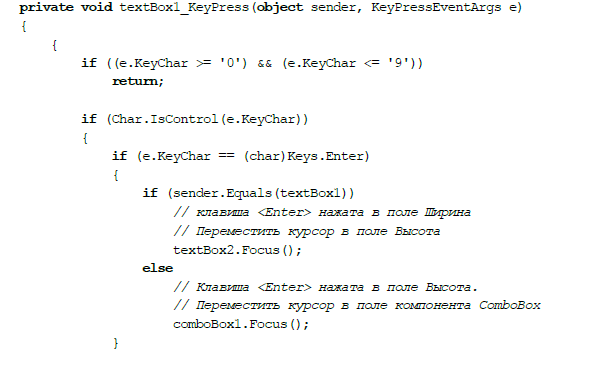 private void textBox1_KeyPress(object sender, KeyPressEventArgs e)
{
{
if ((e.KeyChar >= '0') && (e.KeyChar <= '9'))
return;
if (Char.IsControl(e.KeyChar))
{
if (e.KeyChar == (char)Keys.Enter)
{
if (sender.Equals(textBox1))
// клавиша <Enter> нажата в поле Ширина
// Переместить курсор в поле Высота
textBox2.Focus();
else
// Клавиша <Enter> нажата в поле Высота.
// Переместить курсор в поле компонента ComboBox
comboBox1.Focus();
}